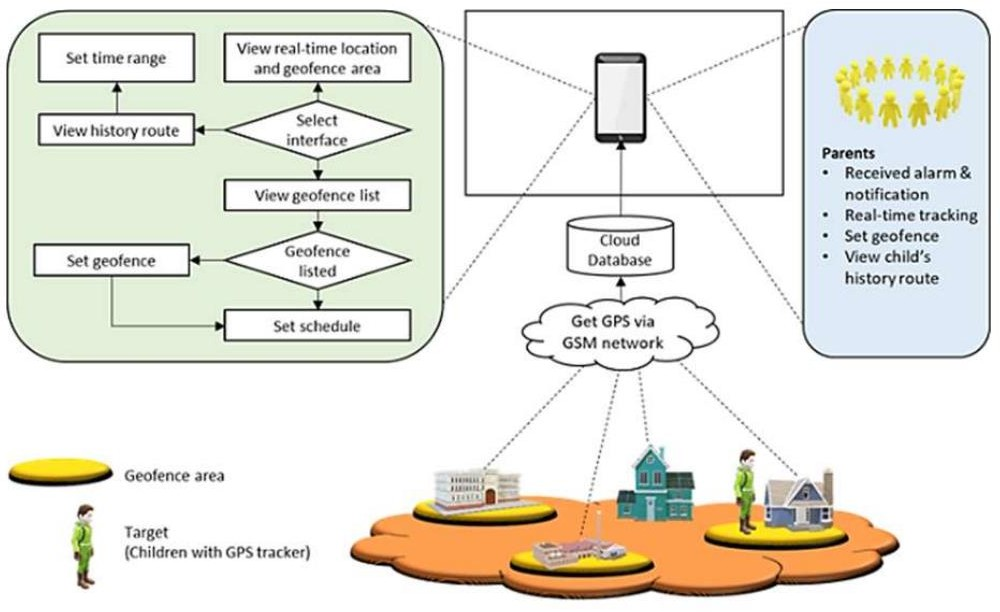 Set time range
View real-time location
and geofence area
View history route
Select
interface
View geofence list
Set geofence
Geofence
listed
Set schedule
Cloud
Database
Get GPS via
GSM network
Parents
• Received alarm &
notification
• Real-time tracking
• Set geofence
• View child's
history route
Geofence area
Target
(Children with GPS tracker)